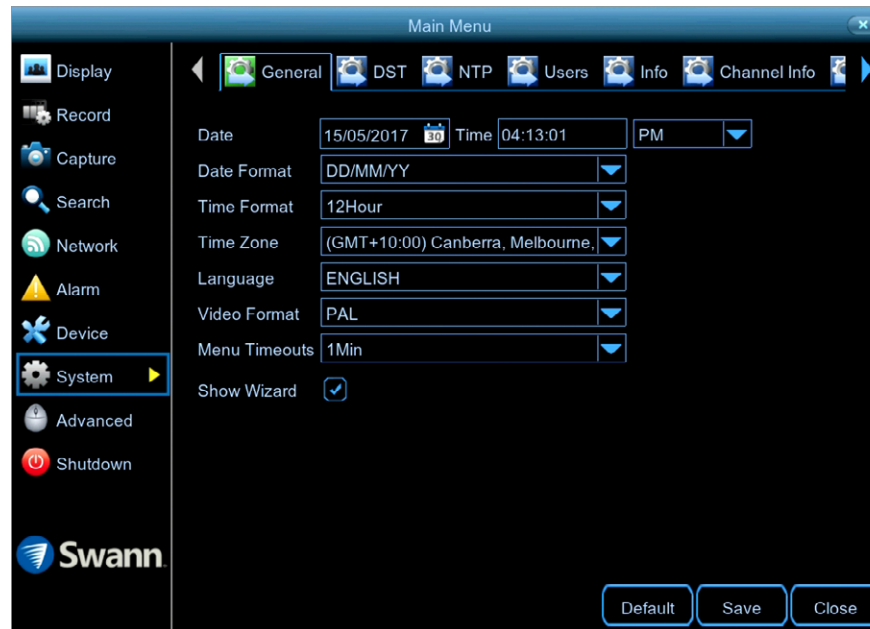 Main Menu
Display
Record
Capture
Search
Network
Alarm
Device
System
Advanced
Shutdown
Swann
General DST NTP Users Info Channel Info
Date 15/05/2017 30 Time 04:13:01 PM
Date Format DD/MM/YY
Time Format 12Hour
Time Zone (GMT+10:00) Canberra, Melbourne,
Language ENGLISH
Video Format PAL
Menu Timeouts 1Min
Show Wizard
Default Save Close